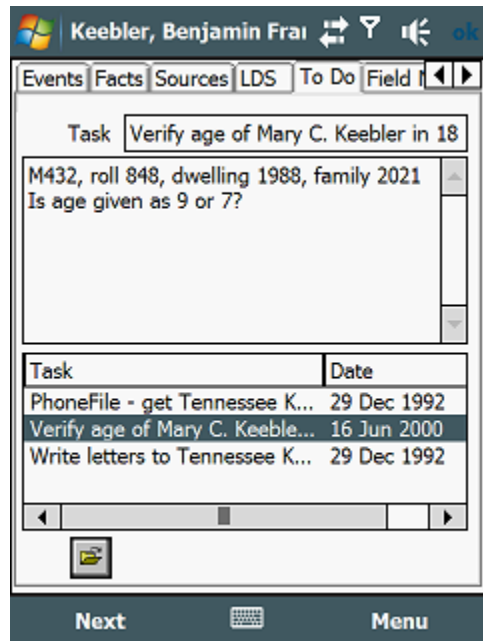 Keebler, Benjamin Fra
ok
Events Facts Sources LDS To Do Field
Task Verify age of Mary C. Keebler in 18
M432, roll 848, dwelling 1988, family 2021
Is age given as 9 or 7?
Task Date
PhoneFile - get Tennessee K... 29 Dec 1992
Verify age of Mary C. Keeble... 16 Jun 2000
Write letters to Tennessee K... 29 Dec 1992
Next Menu